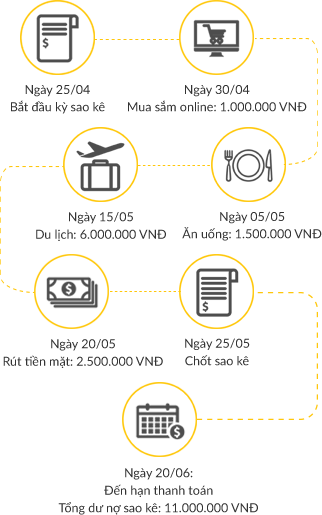 Ngày 25/04
Bắt đầu kỳ sao kê
Ngày 30/04
Mua sắm online: 1.000.000 VNĐ
Ngày 05/05
Ăn uống: 1.500.000 VNĐ
Ngày 15/05
Du lịch: 6.000.000 VNĐ
Ngày 20/05
Rút tiền mặt: 2.500.000 VNĐ
Ngày 25/05
Chốt sao kê
Ngày 20/06:
Đến hạn thanh toán
Tổng dư nợ sao kê: 11.000.000 VNĐ